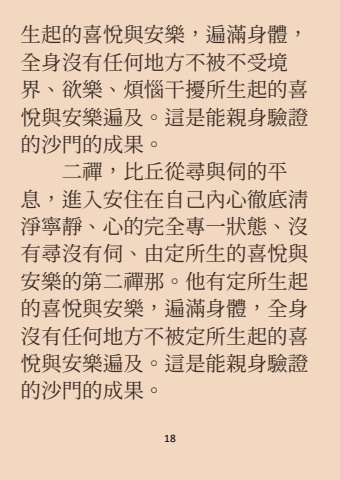 生起的喜悅與安樂，遍滿身體，
全身沒有任何地方不被不受境
界、欲樂、煩惱干擾所生起的喜
悅與安樂遍及。這是能親身驗證
的沙門的成果。
　　二禪，比丘從尋與伺的平
息，進入安住在自己內心徹底清
淨寧靜、心的完全專一狀態、沒
有尋沒有伺、由定所生的喜悅與
安樂的第二禪那。他有定所生起
的喜悅與安樂，遍滿身體，全身
沒有任何地方不被定所生起的喜
悅與安樂遍及。這是能親身驗證
的沙門的成果。
18